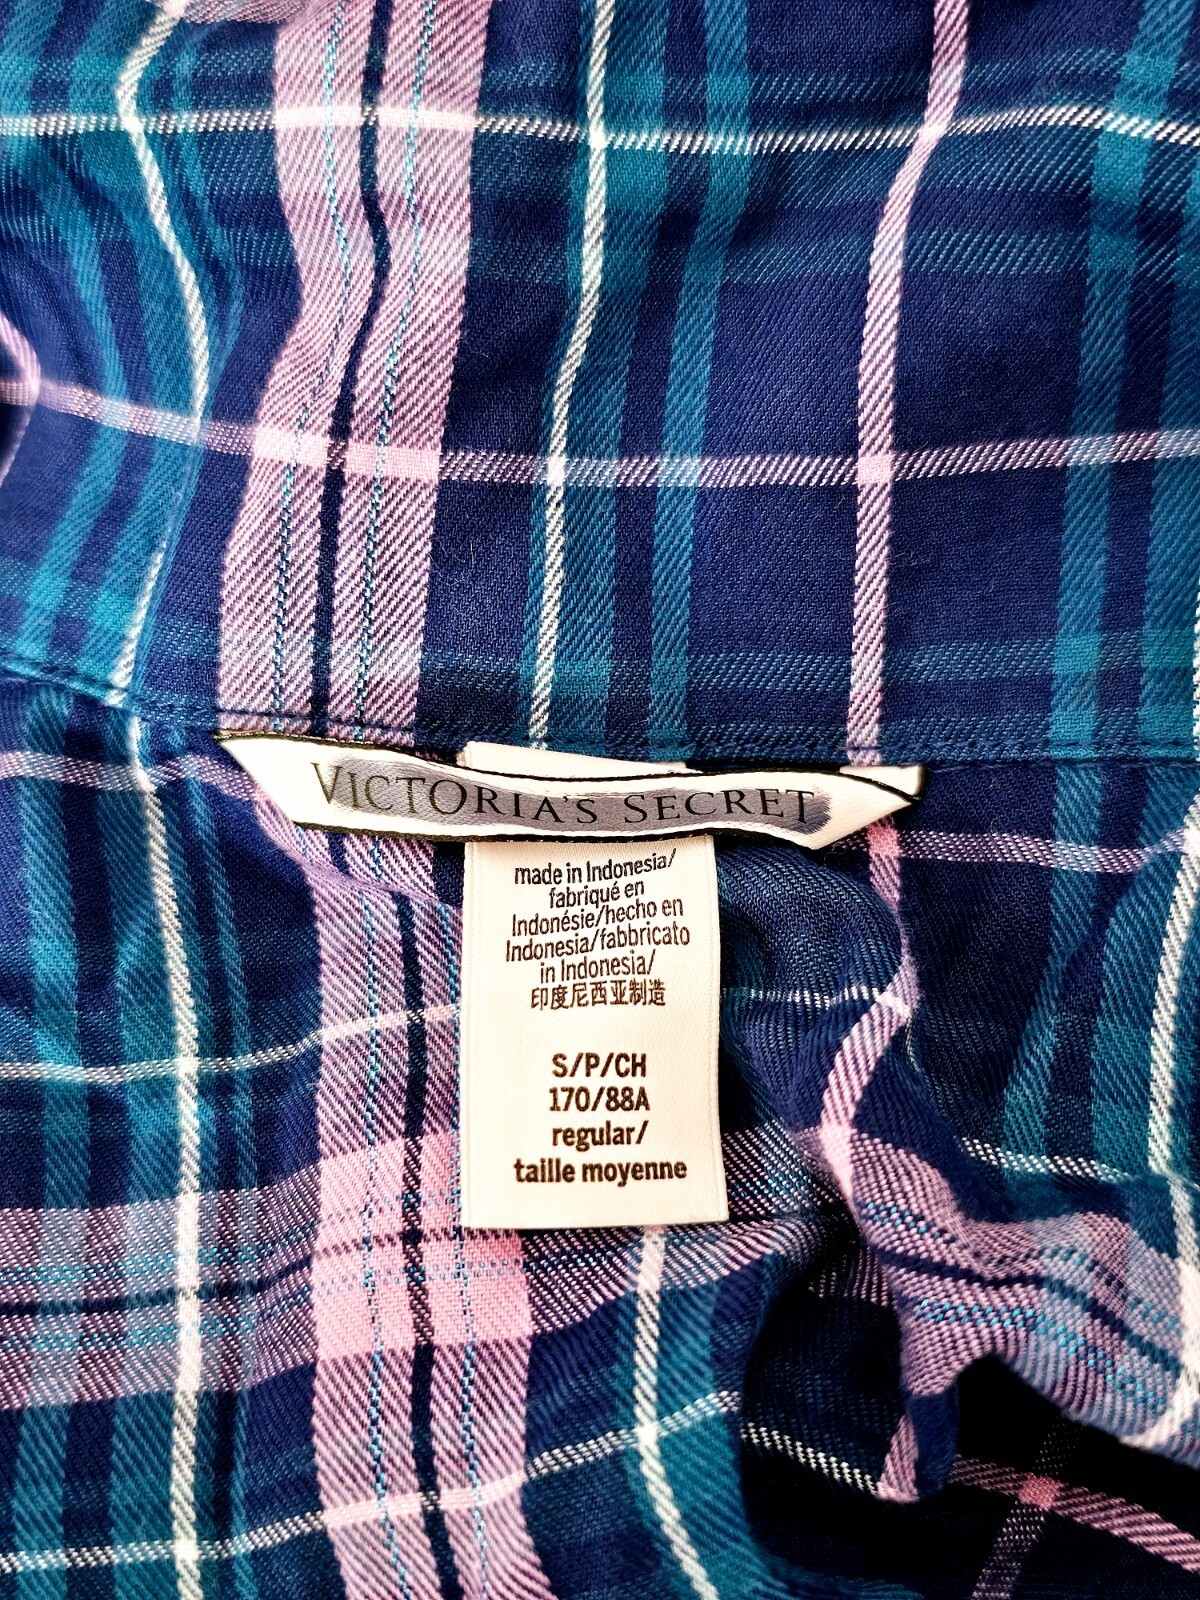 VICTORIA'S SECRET
made in Indonesia/
fabriqué en
Indonésie/hecho en
Indonesia/fabbricato
in Indonesia/
印度尼西亚制造
S/P/CH
170/88A
regular/
taille moyenne